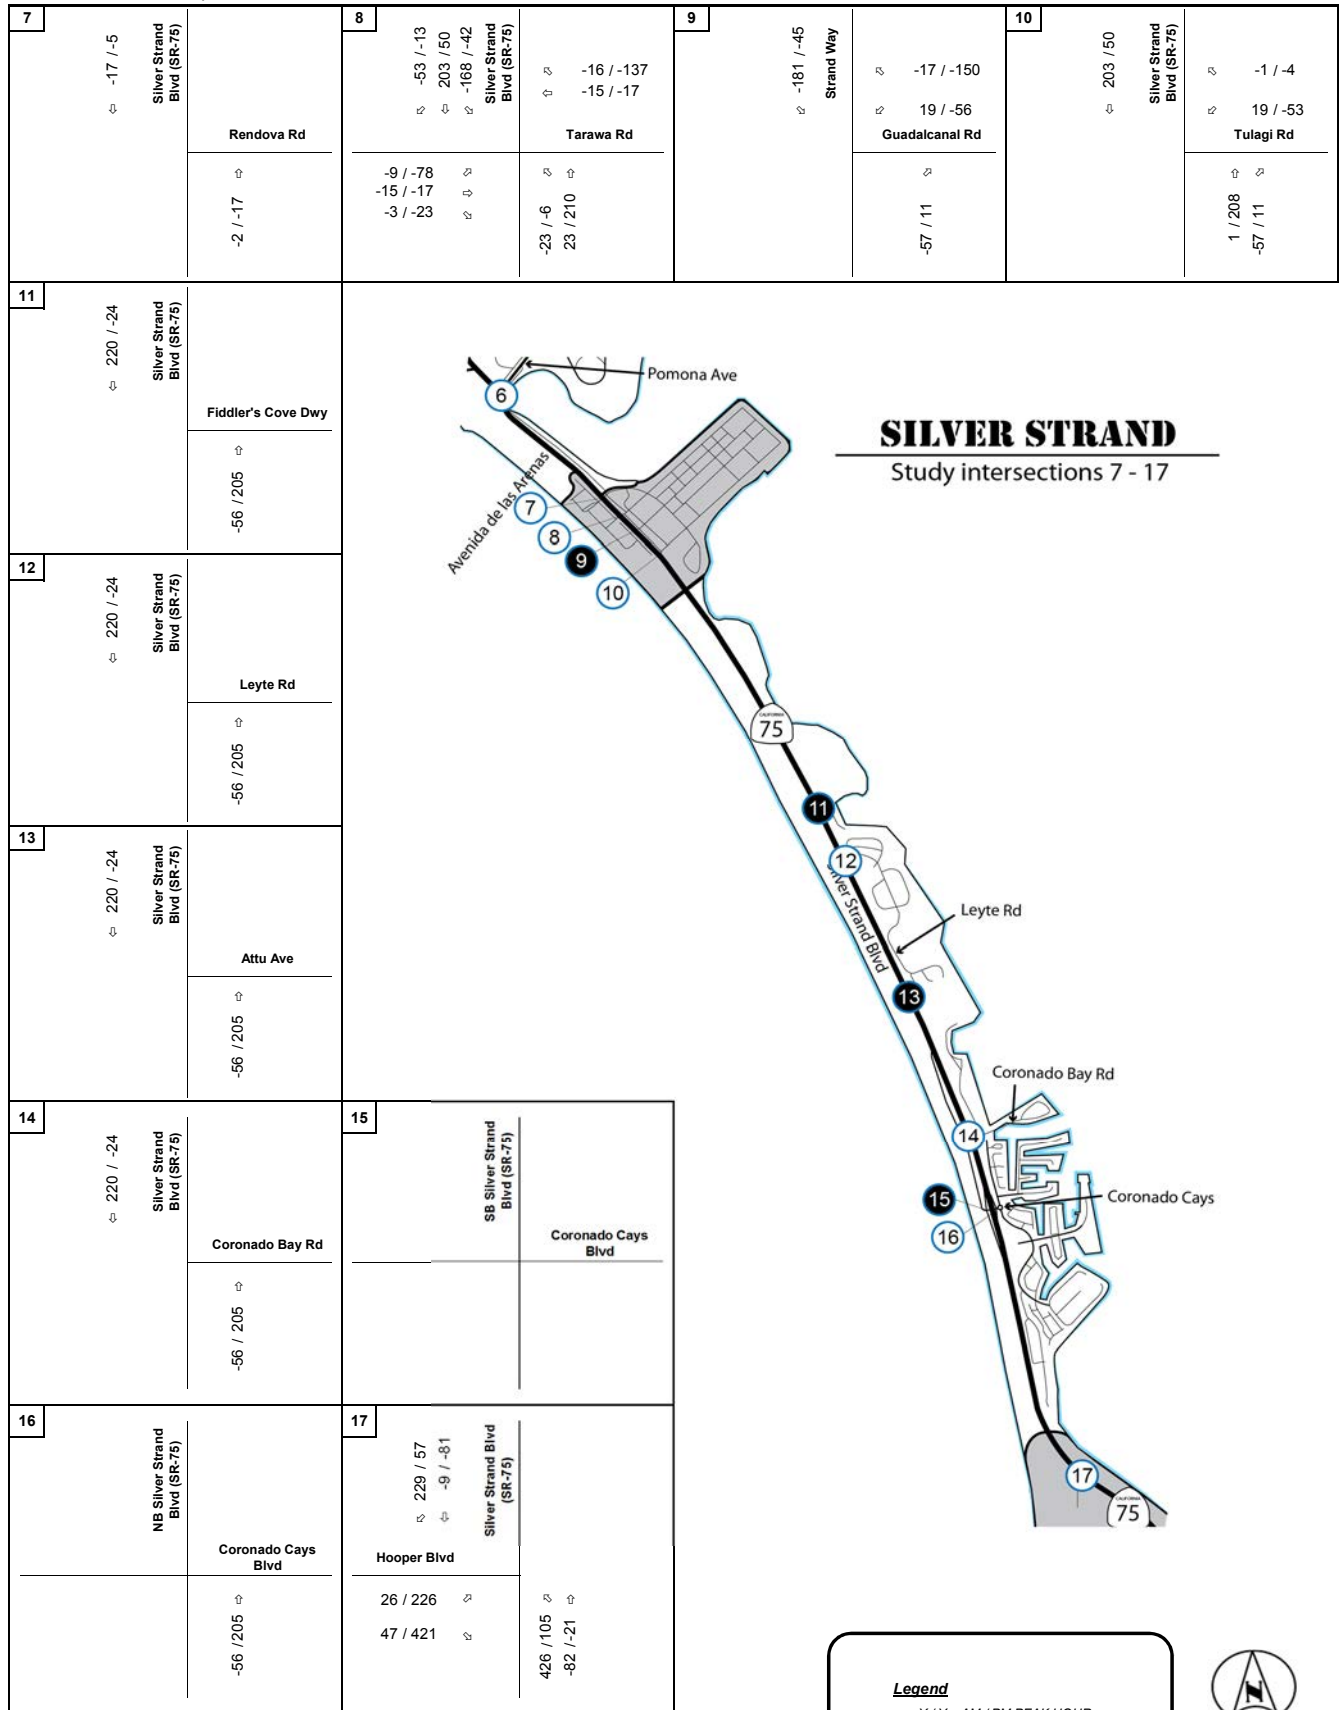 7
-17 / -5
Silver Strand
Blvd (SR-75)
Rendova Rd
-2 / -17
8
-53 / -13
203 / 50
-168 / -42
Silver Strand
Blvd (SR-75)
-16 / -137
-15 / -17
Tarawa Rd
-9 / -78
-15 / -17
-3 / -23
-23 / -6
23 / 210
9
-181 / -45
Strand Way
-17 / -150
19 / -56
Guadalcanal Rd
-57 / 11
10
203 / 50
Silver Strand
Blvd (SR-75)
-1 / -4
19 / -53
Tulagi Rd
1 / 208
-57 / 11
11
220 / -24
Silver Strand
Blvd (SR-75)
Fiddler's Cove Dwy
-56 / 205
12
220 / -24
Silver Strand
Blvd (SR-75)
Leyte Rd
-56 / 205
13
220 / -24
Silver Strand
Blvd (SR-75)
Attu Ave
-56 / 205
14
220 / -24
Silver Strand
Blvd (SR-75)
Coronado Bay Rd
-56 / 205
15
SB Silver Strand
Blvd (SR-75)
Coronado Cays
Blvd
16
NB Silver Strand
Blvd (SR-75)
Coronado Cays
Blvd
-56 / 205
17
229 / 57
-9 / -81
Silver Strand Blvd
(SR-75)
Hooper Blvd
26 / 226
47 / 421
426 / 105
-82 / -21
SILVER STRAND
Study intersections 7 - 17
Pomona Ave
6
Avenida de las Arenas
7
8
9
10
CALIFORNIA
75
11
12
Silver Strand Blvd
Leyte Rd
13
Coronado Bay Rd
14
15
Coronado Cays
16
17
CALIFORNIA
75
Legend
X / Y = AM / PM PEAK HOUR
N